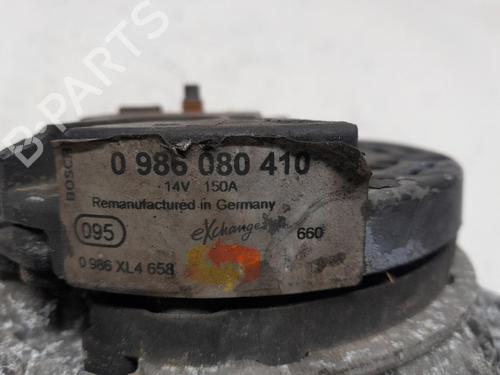 B-PARTS
BOSCH
0 986 080 410
14V 150A
Remanufactured in Germany
095
eXchange
660
0 986 XL4 658